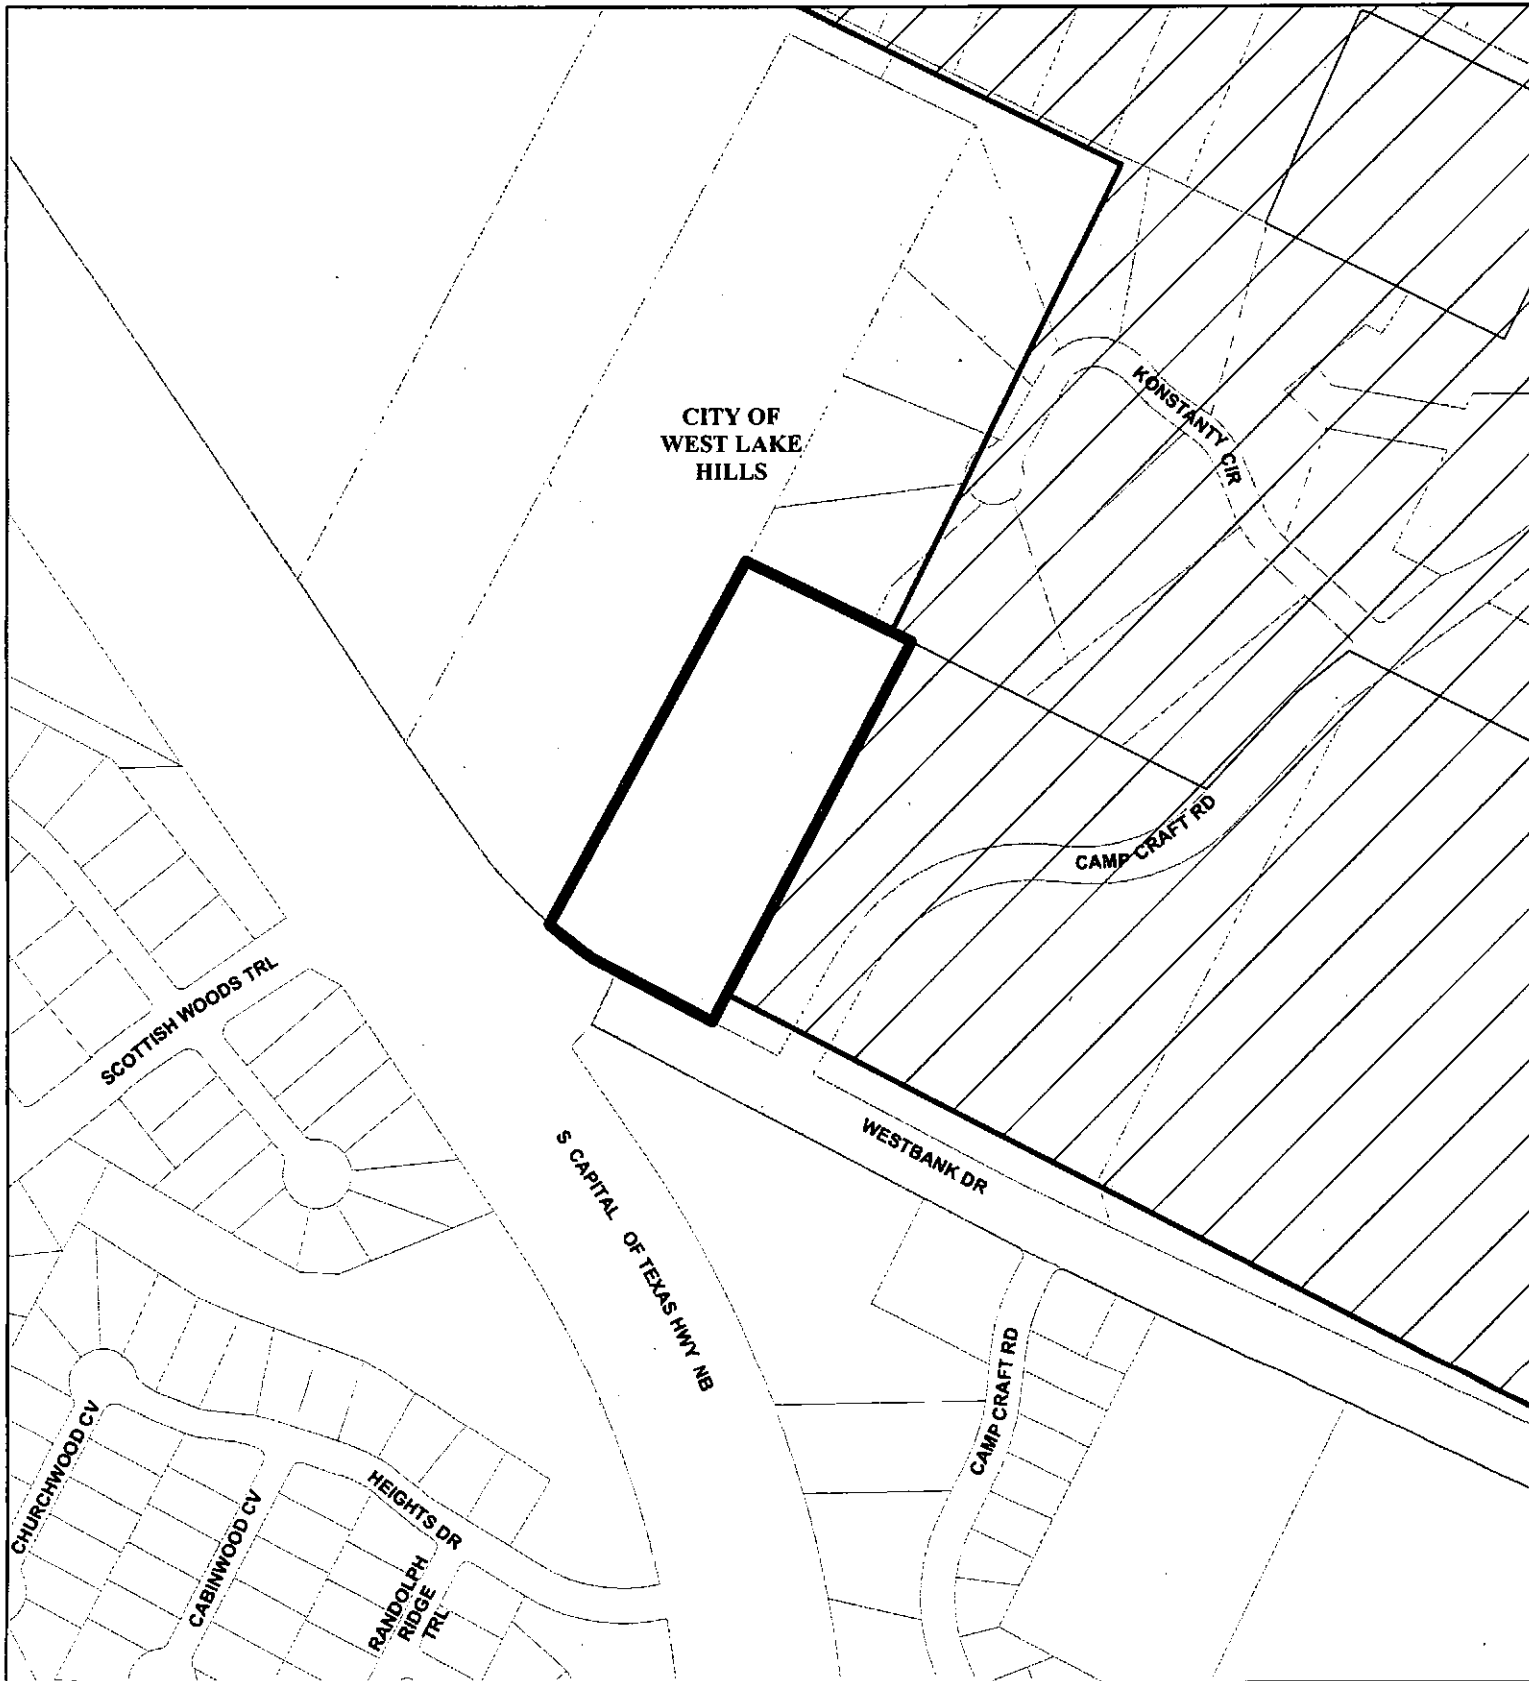 CITY OF
WEST LAKE
HILLS
KONSTANTY CIR
CAMP CRAFT RD
SCOTTISH WOODS TRL
WESTBANK DR
S CAPITAL OF TEXAS HWY NB
CAMP CRAFT RD
CHURCHWOOD CV
HEIGHTS DR
CABINWOOD CV
RANDOLPH
RIDGE
TRL